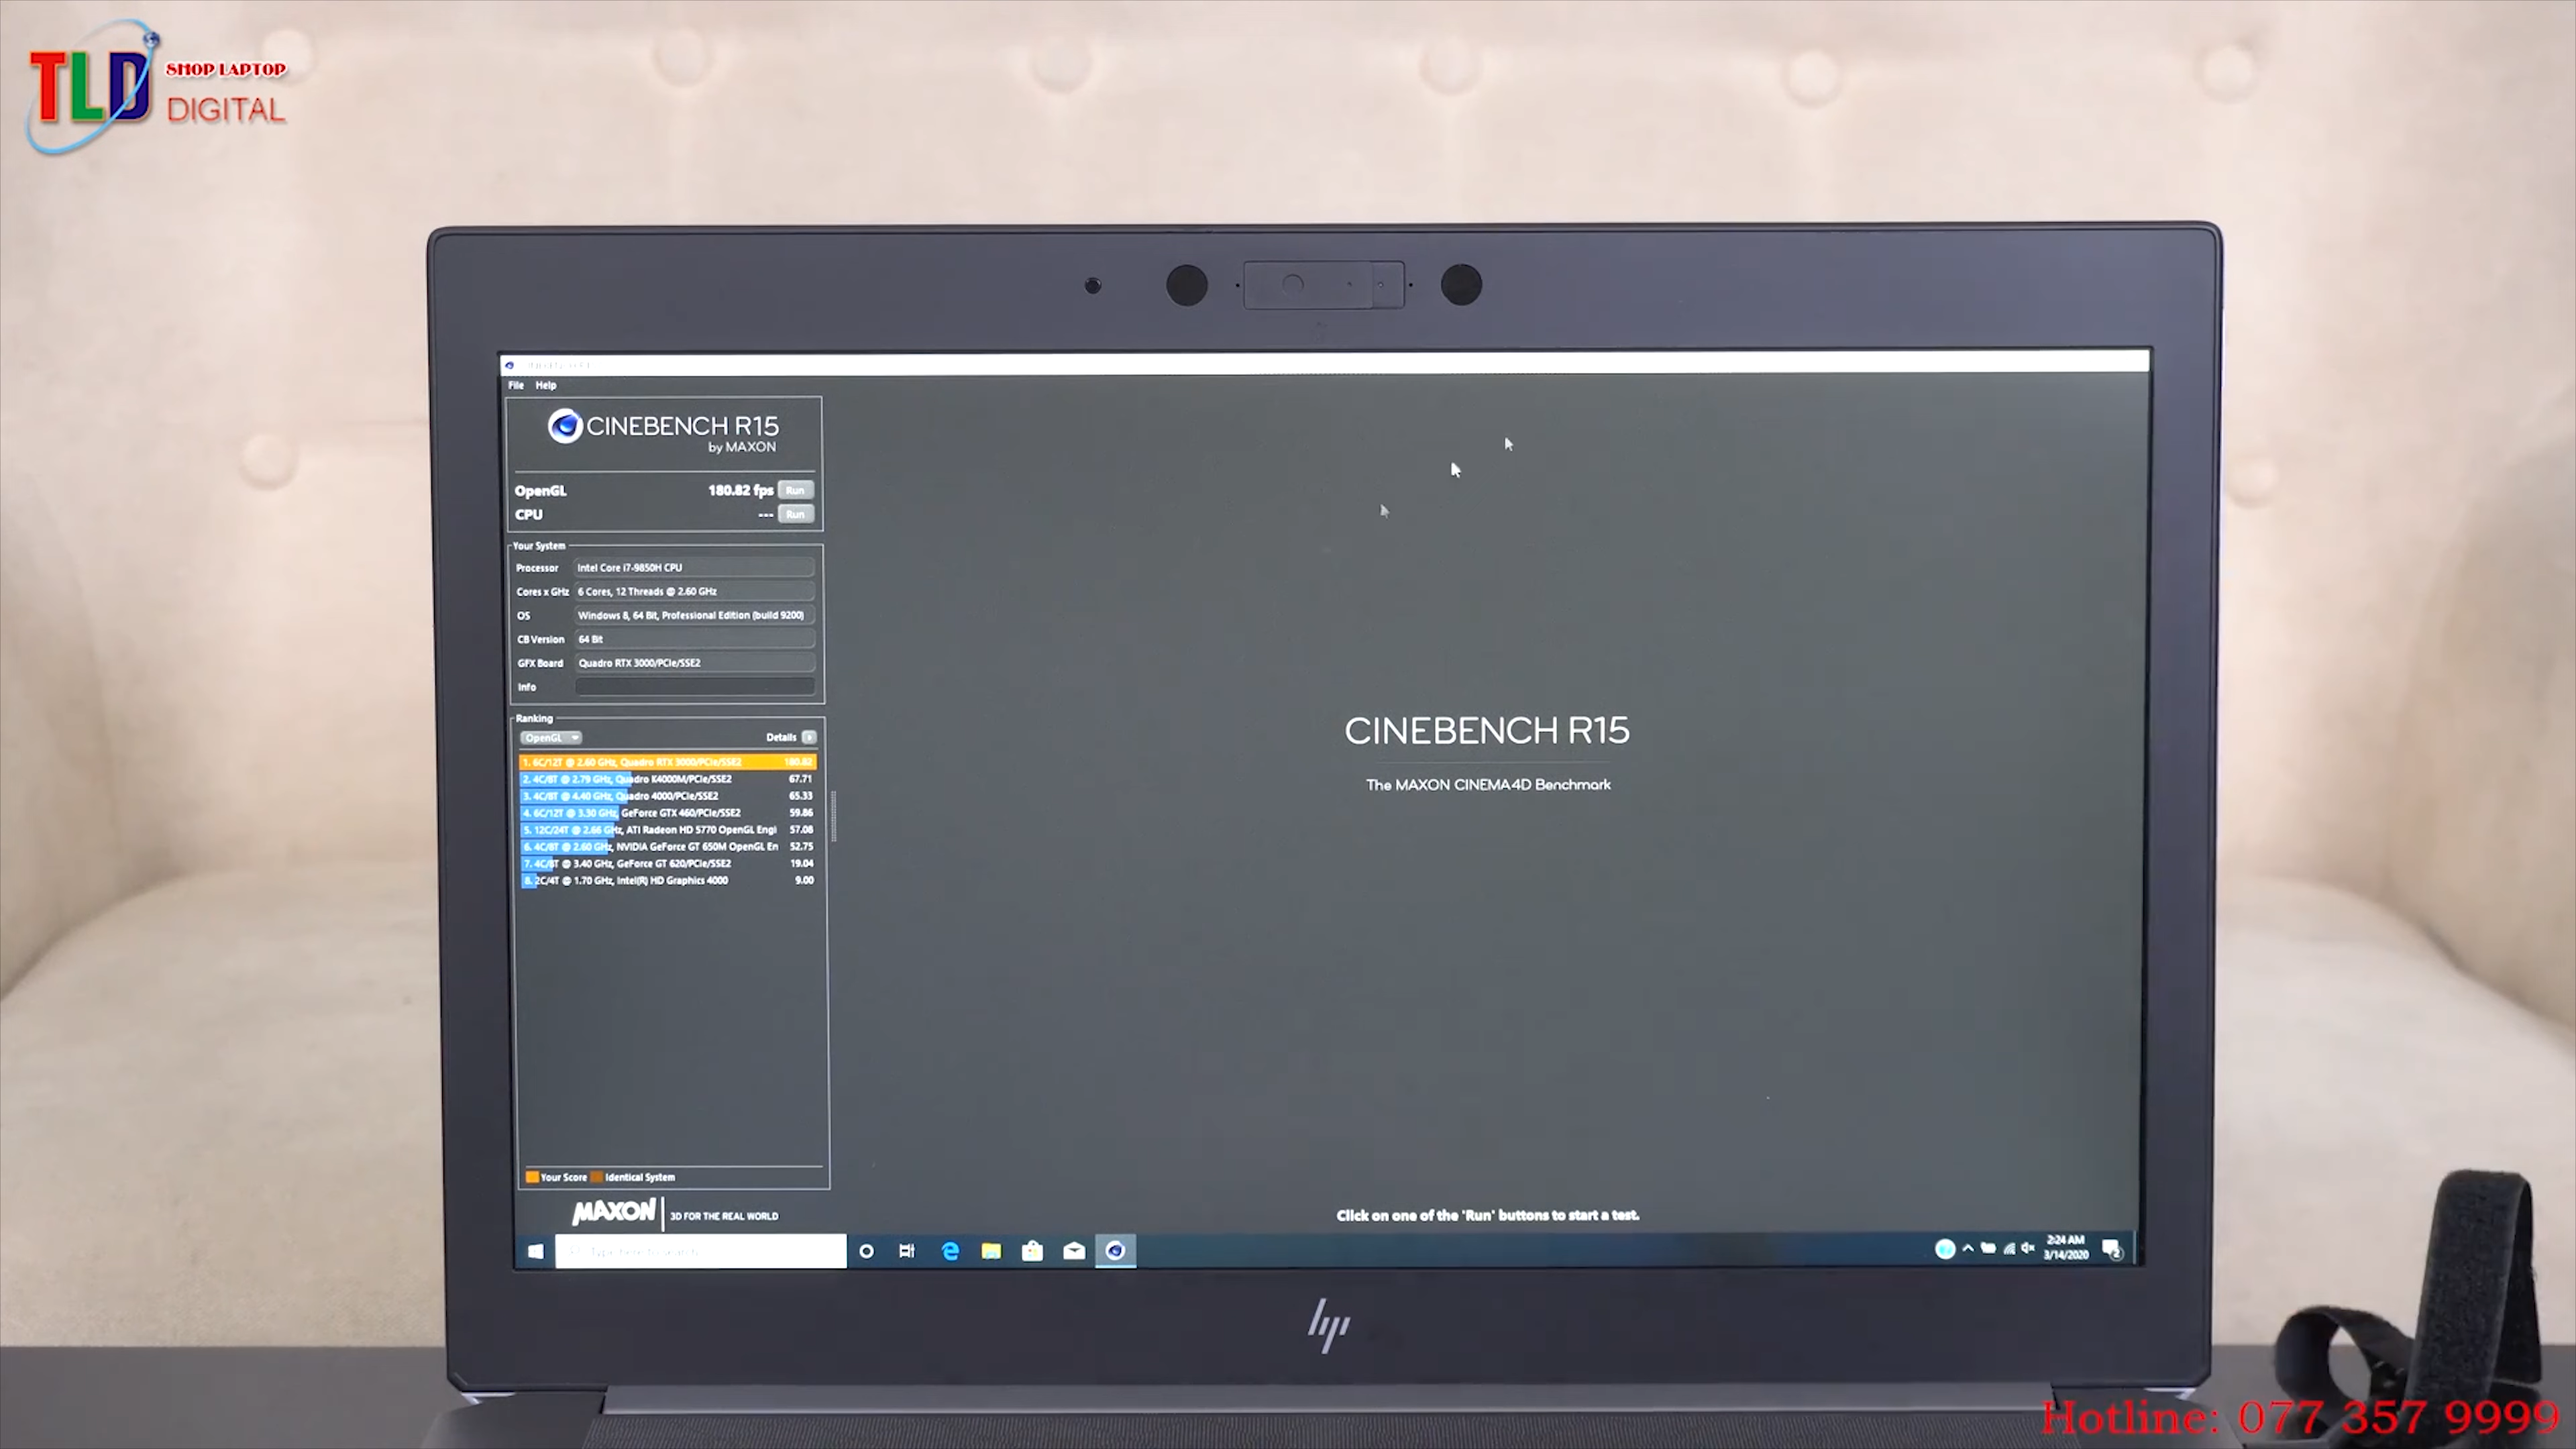 TLD
SHOP LAPTOP
DIGITAL
File Help
CINEBENCH R15
by MAXON
OpenGL 180.82 fps Run
CPU --- Run
Your System
Processor Intel Core i7-9850H CPU
Cores x GHz 6 Cores, 12 Threads @ 2.60 GHz
OS Windows 8, 64 Bit, Professional Edition (build 9200)
CB Version 64 Bit
GFX Board Quadro RTX 3000/PCIe/SSE2
Info
Ranking
OpenGL Details
1. 6C/12T @ 2.60 GHz, Quadro RTX 3000/PCIe/SSE2 180.82
2. 4C/8T @ 2.79 GHz, Quadro K4000M/PCIe/SSE2 67.71
3. 4C/8T @ 4.40 GHz, Quadro 4000/PCIe/SSE2 65.33
4. 6C/12T @ 3.30 GHz, GeForce GTX 460/PCIe/SSE2 59.86
5. 12C/24T @ 2.66 GHz, ATI Radeon HD 5770 OpenGL Engi 57.08
6. 4C/8T @ 2.60 GHz, NVIDIA GeForce GT 650M OpenGL En 52.75
7. 4C/8T @ 3.40 GHz, GeForce GT 620/PCIe/SSE2 19.04
8. 2C/4T @ 1.70 GHz, Intel(R) HD Graphics 4000 9.00
CINEBENCH R15
The MAXON CINEMA4D Benchmark
Your Score Identical System
MAXON 3D FOR THE REAL WORLD
Click on one of the 'Run' buttons to start a test.
Type here to search
2:24 AM
3/14/2020
2
hp
Hotline: 077 357 9999